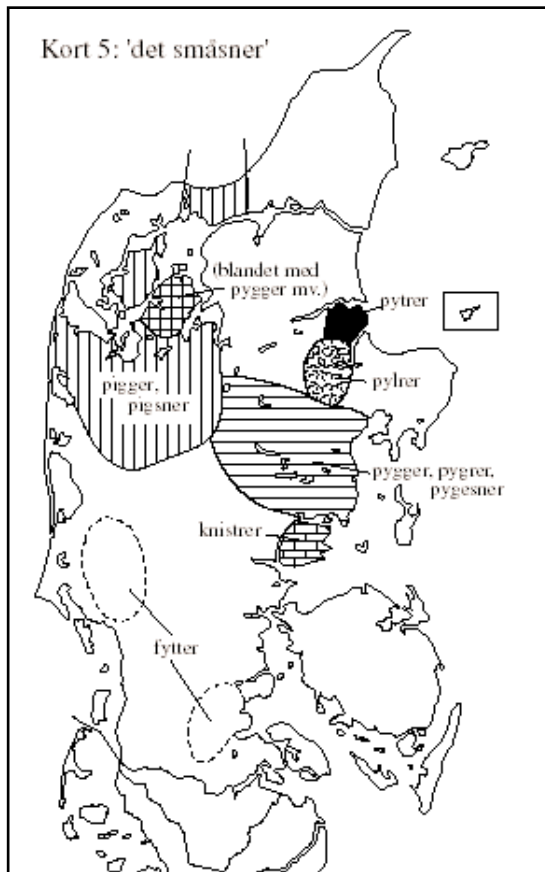 Kort 5: 'det småsner'
(blandet med
pygger mv.)
pytrer
pylrer
pigger,
pigsner
pygger, pygrer,
pygesner
knistrer
fytter